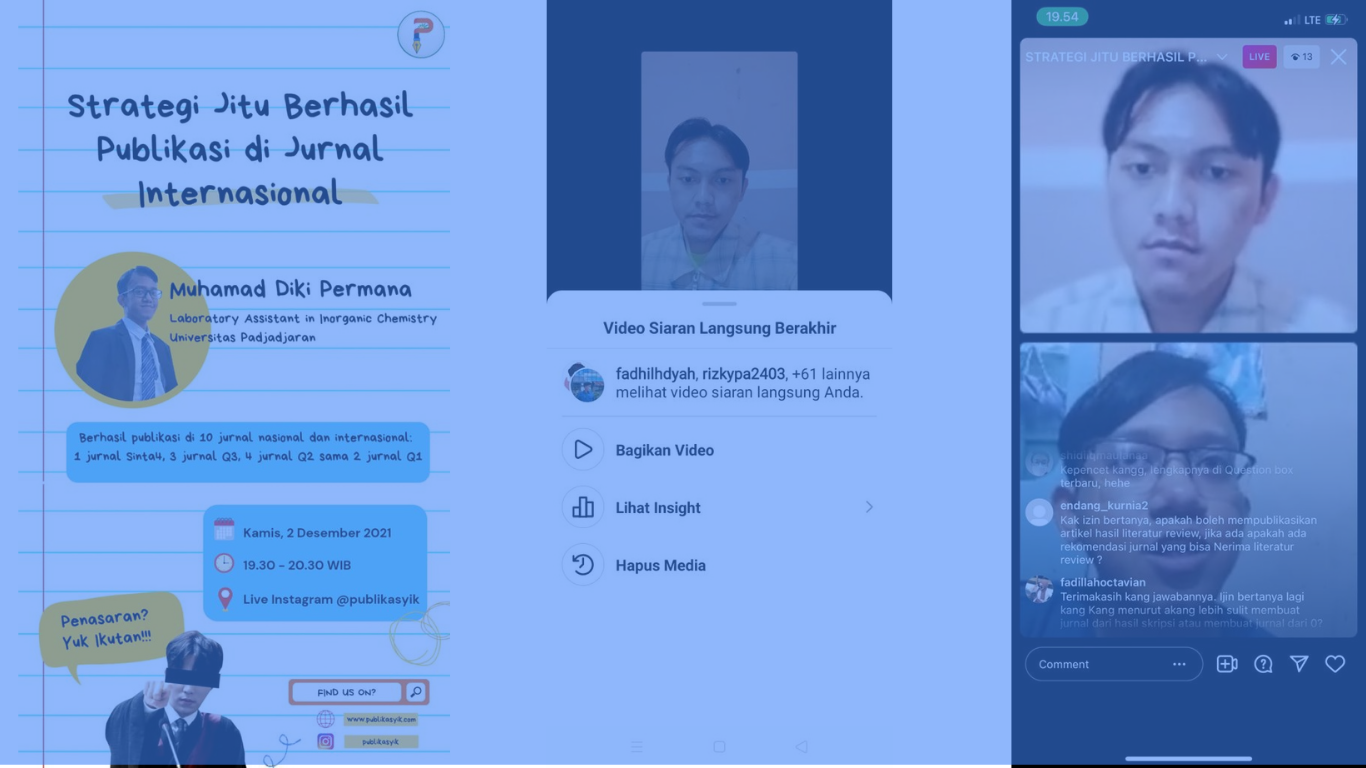 Strategi Jitu Berhasil
Publikasi di Jurnal
Internasional
Muhamad Diki Permana
Laboratory Assistant in Inorganic Chemistry
Universitas Padjadjaran
Berhasil publikasi di 10 jurnal nasional dan internasional:
1 jurnal Sinta4, 3 jurnal Q3, 4 jurnal Q2 sama 2 jurnal Q1
Kamis, 2 Desember 2021
19.30 - 20.30 WIB
Live Instagram @publikasyik
Penasaran?
Yuk Ikutan!!!
FIND US ON?
www.publikasyik.com
publikasyik
Video Siaran Langsung Berakhir
fadhilhdyah, rizkypa2403, +61 lainnya
melihat video siaran langsung Anda.
Bagikan Video
Lihat Insight
Hapus Media
19.54
LTE
STRATEGI JITU BERHASIL P...
LIVE
13
Kepencet kangg, lengkapnya di Question box
terbaru, hehe
endang_kurnia2
Kak izin bertanya, apakah boleh mempublikasikan
artikel hasil literatur review, jika ada apakah ada
rekomendasi jurnal yang bisa Nerima literatur
review ?
fadillahoctavian
Terimakasih kang jawabannya. Ijin bertanya lagi
kang Kang menurut akang lebih sulit membuat
jurnal dari hasil skripsi atau membuat jurnal dari 0?
Comment